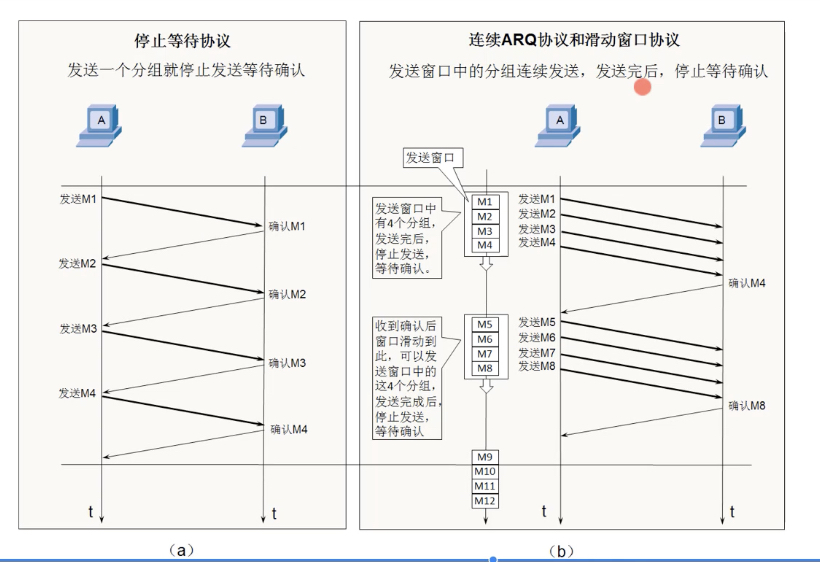 停止等待协议
发送一个分组就停止发送等待确认
A
B
发送M1
确认M1
发送M2
确认M2
发送M3
确认M3
发送M4
确认M4
t
t
(a)
连续ARQ协议和滑动窗口协议
发送窗口中的分组连续发送，发送完后，停止等待确认
A
B
发送窗口
发送窗口中
有4个分组，
发送完后，
停止发送，
等待确认。
M1
M2
M3
M4
发送M1
发送M2
发送M3
发送M4
确认M4
收到确认后
窗口滑动到
此，可以发
送窗口中的
这4个分组，
发送完成后，
停止发送，
等待确认
M5
M6
M7
M8
发送M5
发送M6
发送M7
发送M8
确认M8
M9
M10
M11
M12
t
t
(b)